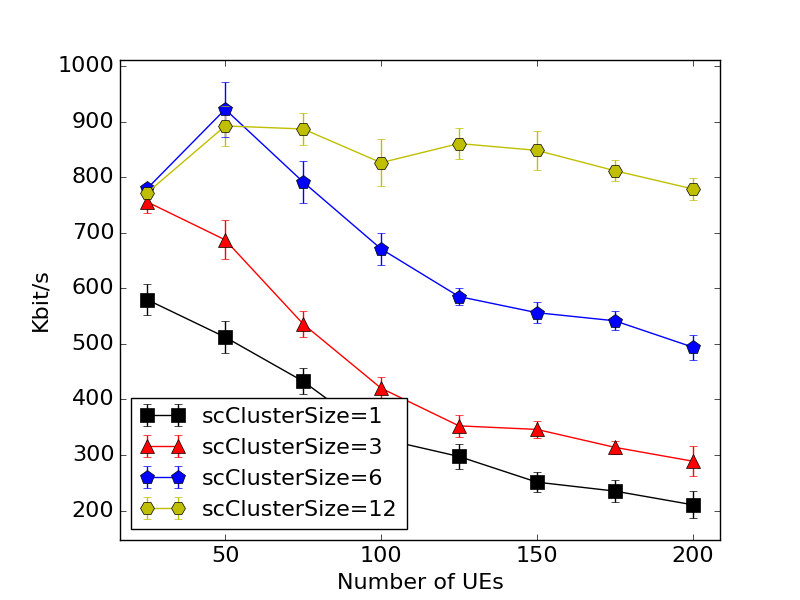 1000
900
800
700
600
500
400
300
200
Kbit/s
scClusterSize=1
scClusterSize=3
scClusterSize=6
scClusterSize=12
50 100 150 200
Number of UEs